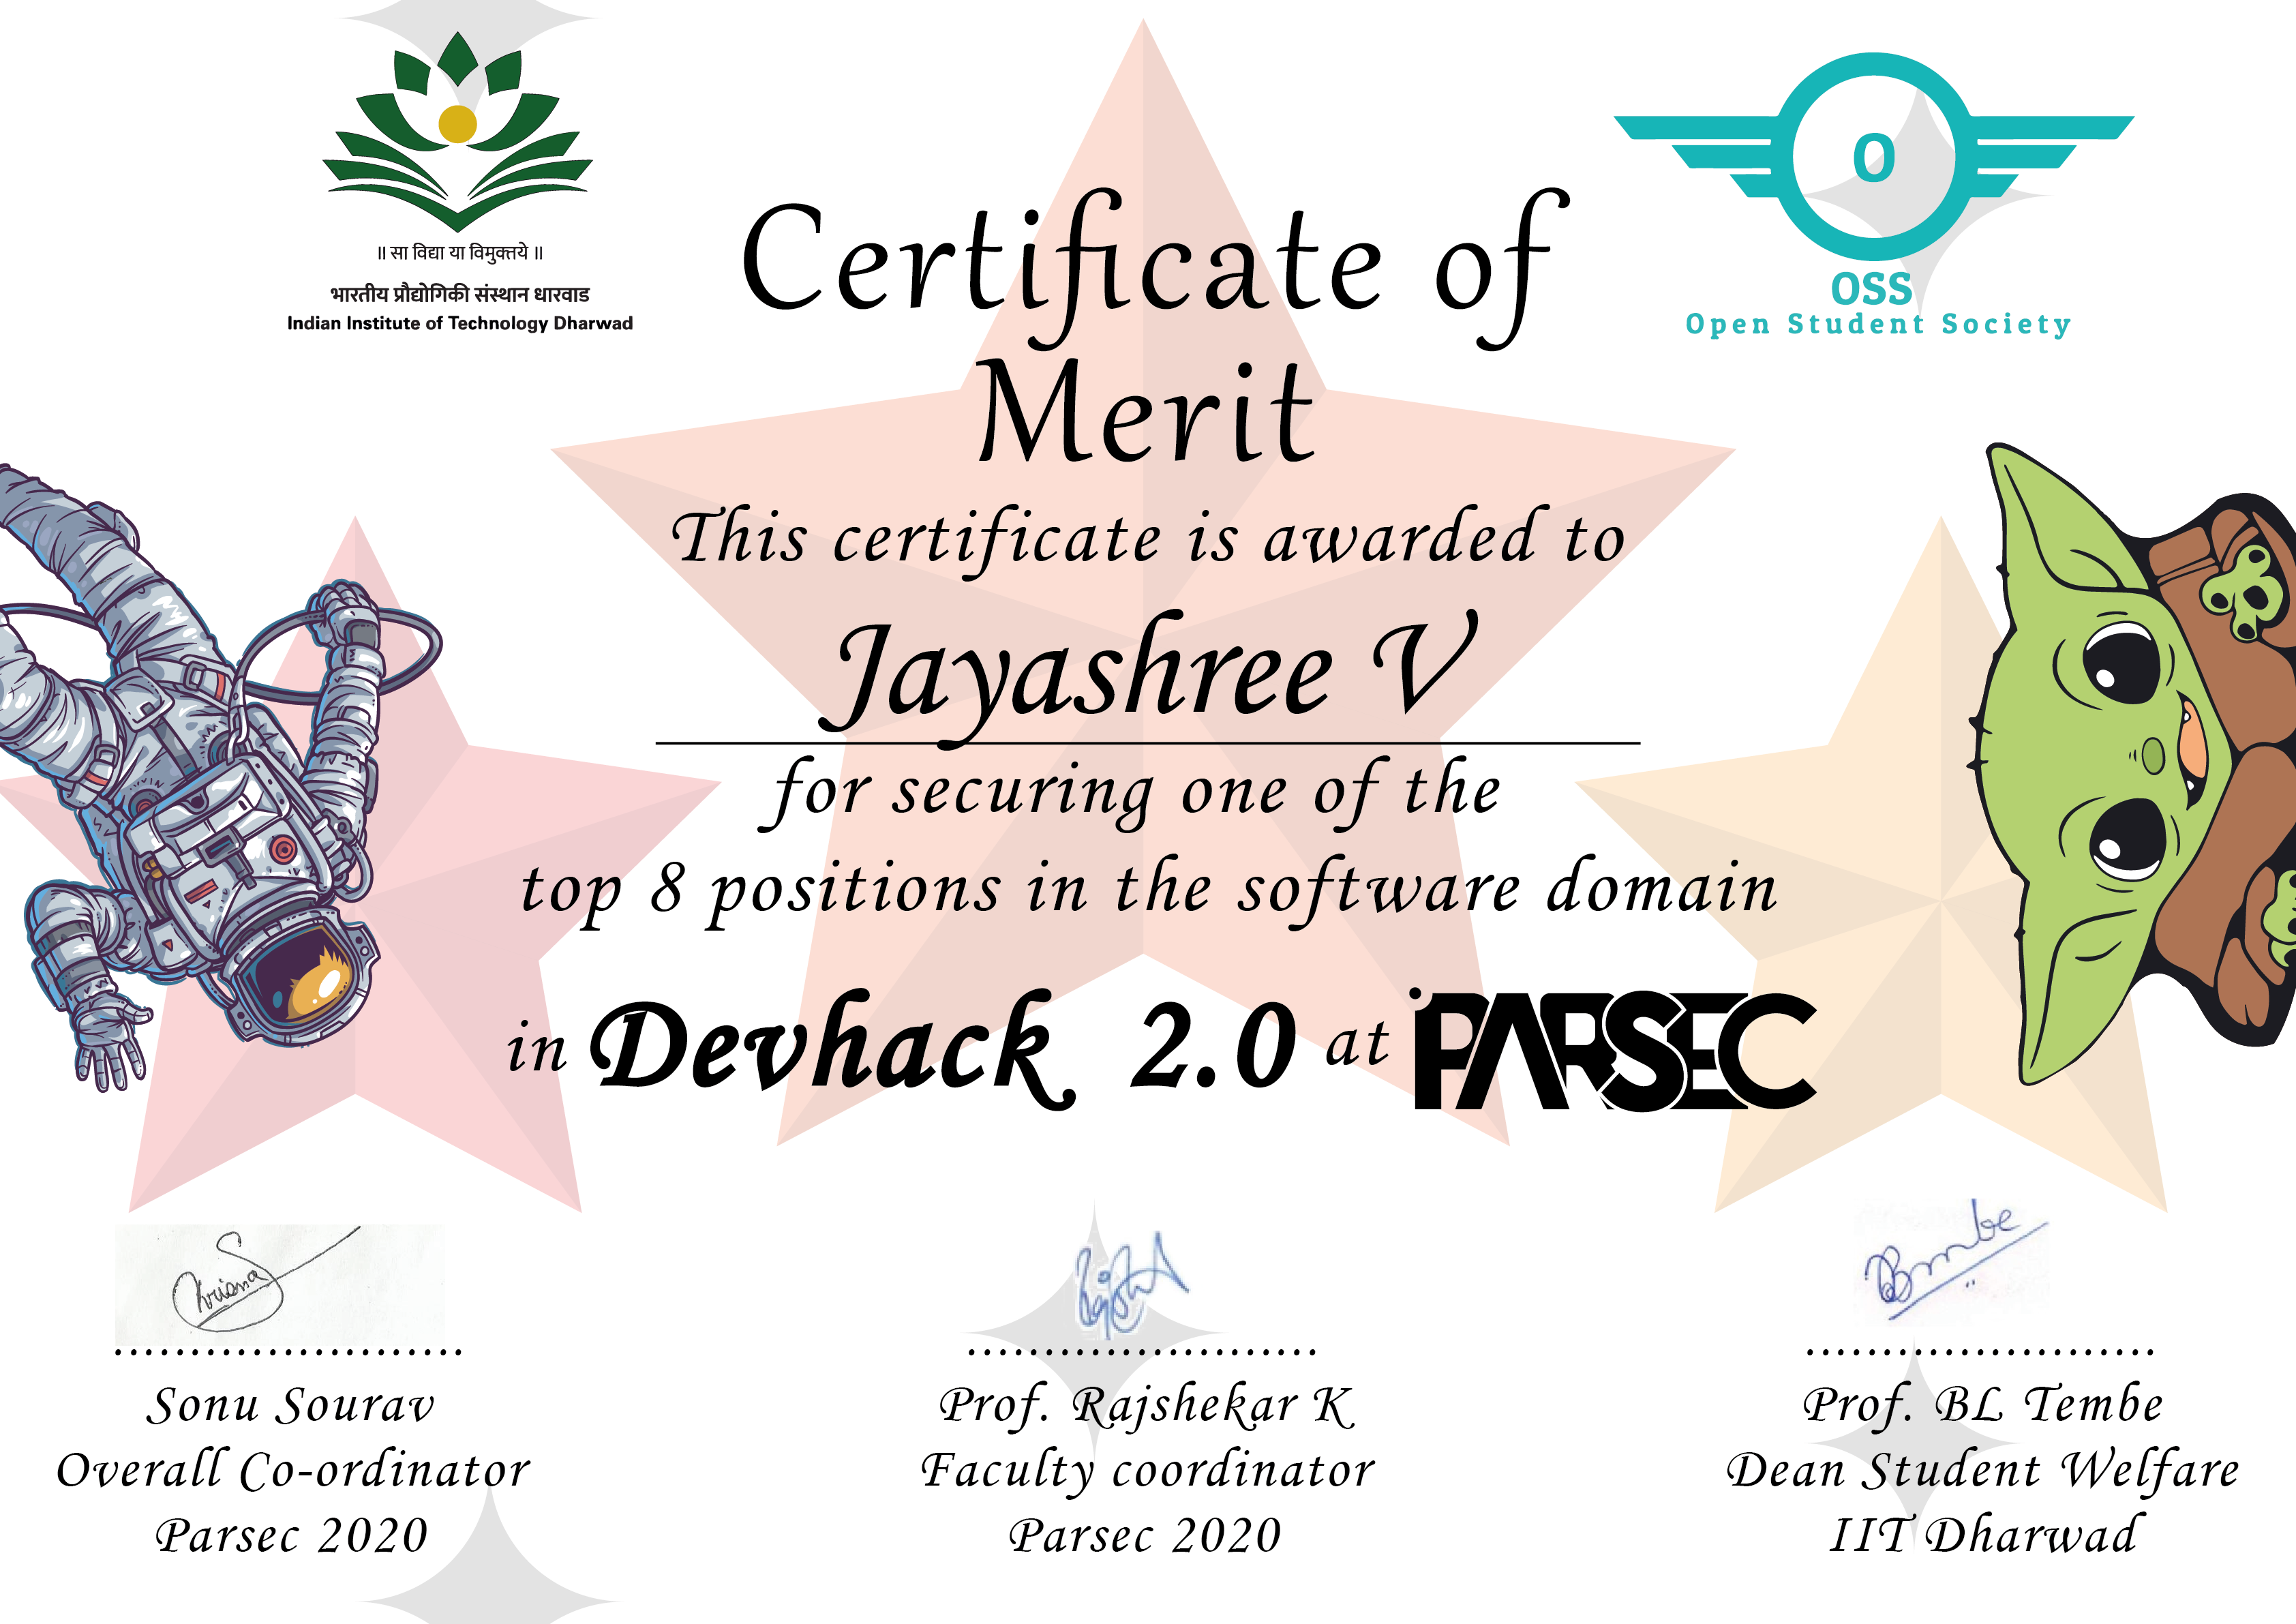 ॥ सा विद्या या विमुक्तये ॥
भारतीय प्रौद्योगिकी संस्थान धारवाड
Indian Institute of Technology Dharwad
O
OSS
Open Student Society
Certificate of
Merit
This certificate is awarded to
Jayashree V
for securing one of the
top 8 positions in the software domain
in Devhack 2.0 at PARSEC
Sonu Sourav
Overall Co-ordinator
Parsec 2020
Prof. Rajshekar K
Faculty coordinator
Parsec 2020
Prof. BL Tembe
Dean Student Welfare
IIT Dharwad